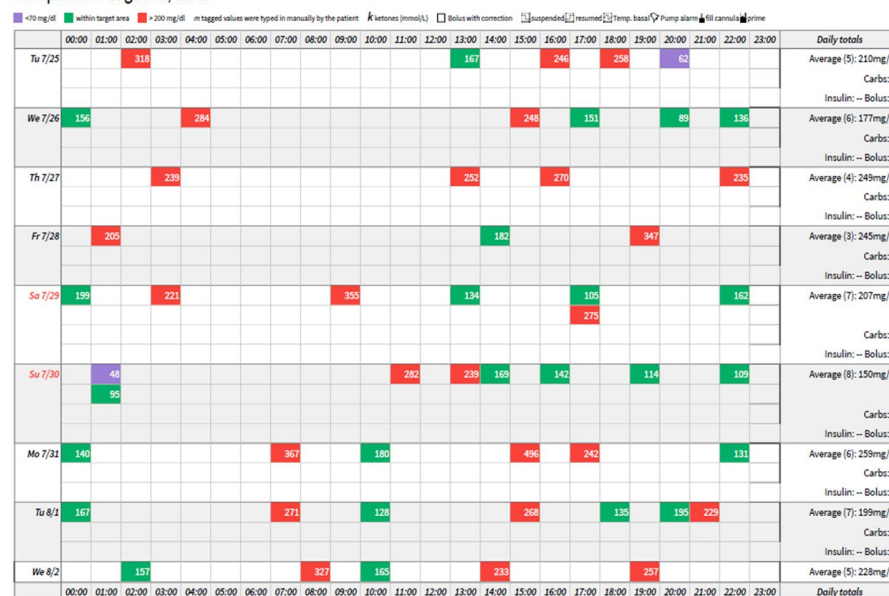 <70 mg/dl within target area > 200 mg/dl m tagged values were typed in manually by the patient k ketones (mmol/L) Bolus with correction suspended resumed Temp. basal Pump alarm fill cannula prime
00:00 01:00 02:00 03:00 04:00 05:00 06:00 07:00 08:00 09:00 10:00 11:00 12:00 13:00 14:00 15:00 16:00 17:00 18:00 19:00 20:00 21:00 22:00 23:00 Daily totals
Tu 7/25 318 167 246 258 62 Average (5): 210mg/
Carbs:
Insulin: -- Bolus:
We 7/26 156 284 248 151 89 136 Average (6): 177mg/
Carbs:
Insulin: -- Bolus:
Th 7/27 239 252 270 235 Average (4): 249mg/
Carbs:
Insulin: -- Bolus:
Fr 7/28 205 182 347 Average (3): 245mg/
Carbs:
Insulin: -- Bolus:
Sa 7/29 199 221 355 134 105 162 Average (7): 207mg/
275
Carbs:
Insulin: -- Bolus:
Su 7/30 48 282 239 169 142 114 109 Average (8): 150mg/
95
Carbs:
Insulin: -- Bolus:
Mo 7/31 140 367 180 496 242 131 Average (6): 259mg/
Carbs:
Insulin: -- Bolus:
Tu 8/1 167 271 128 268 135 195 229 Average (7): 199mg/
Carbs:
Insulin: -- Bolus:
We 8/2 157 327 165 233 257 Average (5): 228mg/
00:00 01:00 02:00 03:00 04:00 05:00 06:00 07:00 08:00 09:00 10:00 11:00 12:00 13:00 14:00 15:00 16:00 17:00 18:00 19:00 20:00 21:00 22:00 23:00 Daily totals